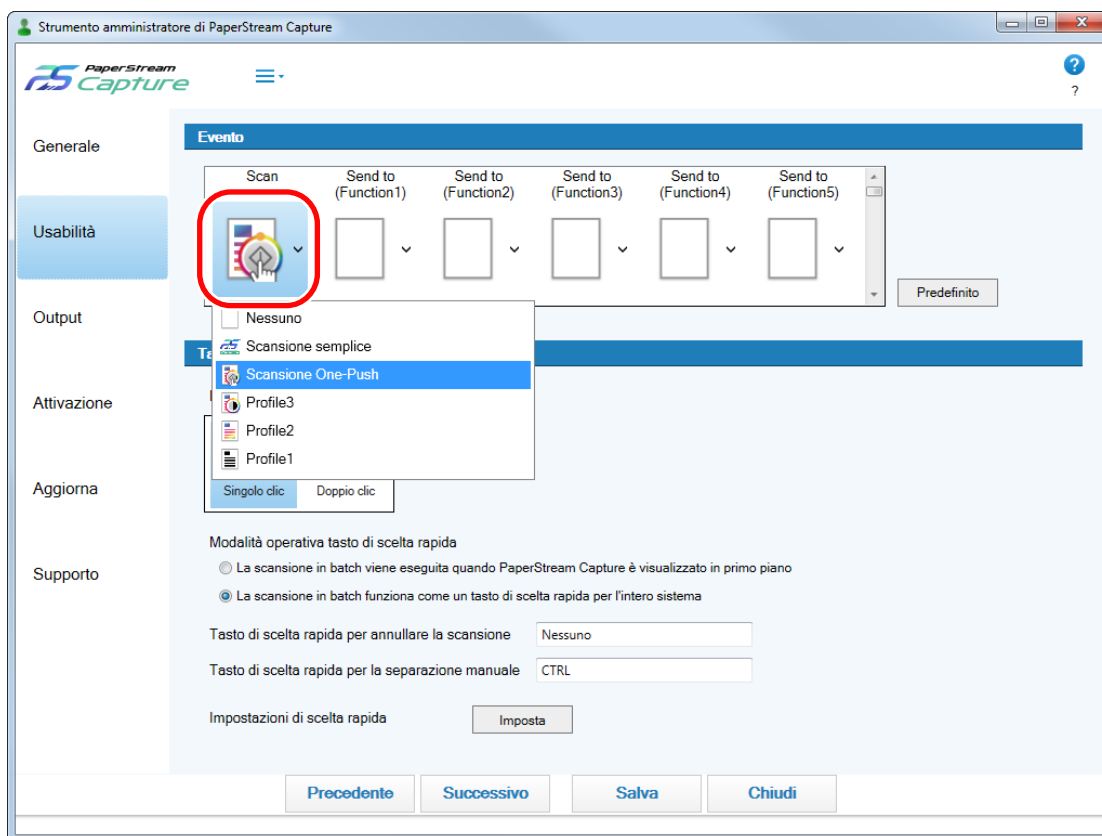 Strumento amministratore di PaperStream Capture
PaperStream
Capture
?
?
Generale
Usabilità
Output
Attivazione
Aggiorna
Supporto
Evento
Scan
Send to
(Function1)
Send to
(Function2)
Send to
(Function3)
Send to
(Function4)
Send to
(Function5)
Predefinito
Nessuno
Scansione semplice
Scansione One-Push
Profile3
Profile2
Profile1
Singolo clic
Doppio clic
Modalità operativa tasto di scelta rapida
La scansione in batch viene eseguita quando PaperStream Capture è visualizzato in primo piano
La scansione in batch funziona come un tasto di scelta rapida per l'intero sistema
Tasto di scelta rapida per annullare la scansione
Nessuno
Tasto di scelta rapida per la separazione manuale
CTRL
Impostazioni di scelta rapida
Imposta
Precedente
Successivo
Salva
Chiudi